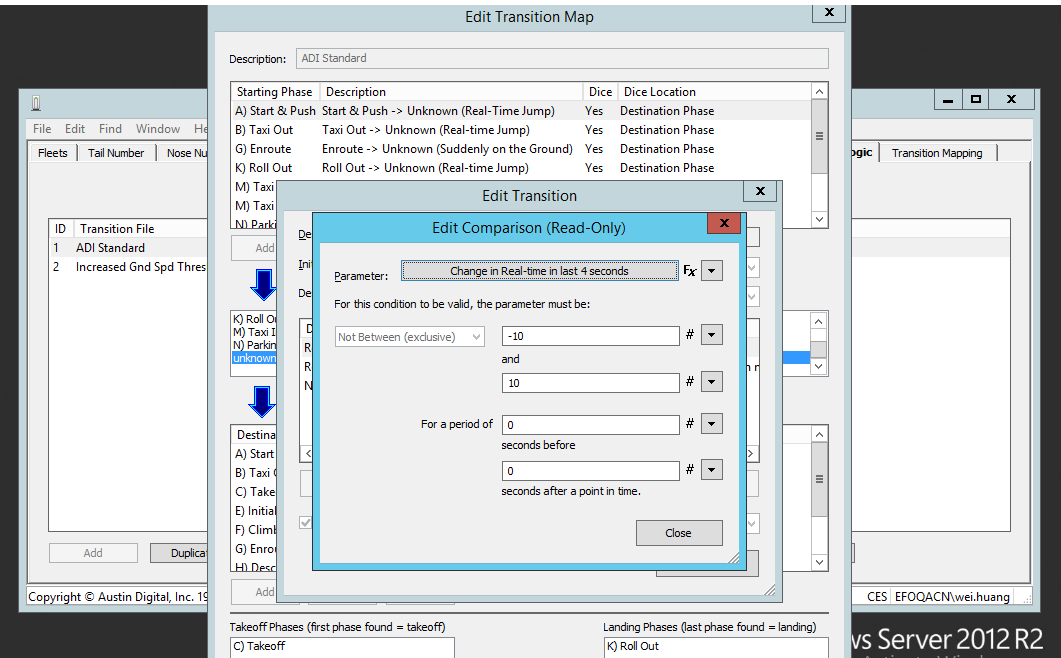 Edit Transition Map
x
Description: ADI Standard
Starting Phase Description Dice Dice Location
A) Start & Push Start & Push -> Unknown (Real-Time Jump) Yes Destination Phase
B) Taxi Out Taxi Out -> Unknown (Real-time Jump) Yes Destination Phase
G) Enroute Enroute -> Unknown (Suddenly on the Ground) Yes Destination Phase
K) Roll Out Roll Out -> Unknown (Real-time Jump) Yes Destination Phase
M) Taxi
M) Taxi
N) Parki
Add
File Edit Find Window He
Fleets Tail Number Nose Nu
ogic Transition Mapping
ID Transition File
1 ADI Standard
2 Increased Gnd Spd Thres
Add Duplicat
Edit Transition
x
De
Init
De
D
R
R
N
Edit Comparison (Read-Only)
x
Parameter: Change in Real-time in last 4 seconds Fx
For this condition to be valid, the parameter must be:
Not Between (exclusive) -10 #
and
10 #
For a period of 0 #
seconds before
0 #
seconds after a point in time.
Close
K) Roll Ou
M) Taxi I
N) Parkin
unknown
Destina
A) Start
B) Taxi
C) Take
E) Initial
F) Climb
G) Enrou
H) Desc
Add
Copyright © Austin Digital, Inc. 19
CES EFOQACN\wei.huang
Takeoff Phases (first phase found = takeoff)
C) Takeoff
Landing Phases (last phase found = landing)
K) Roll Out
ws Server 2012 R2